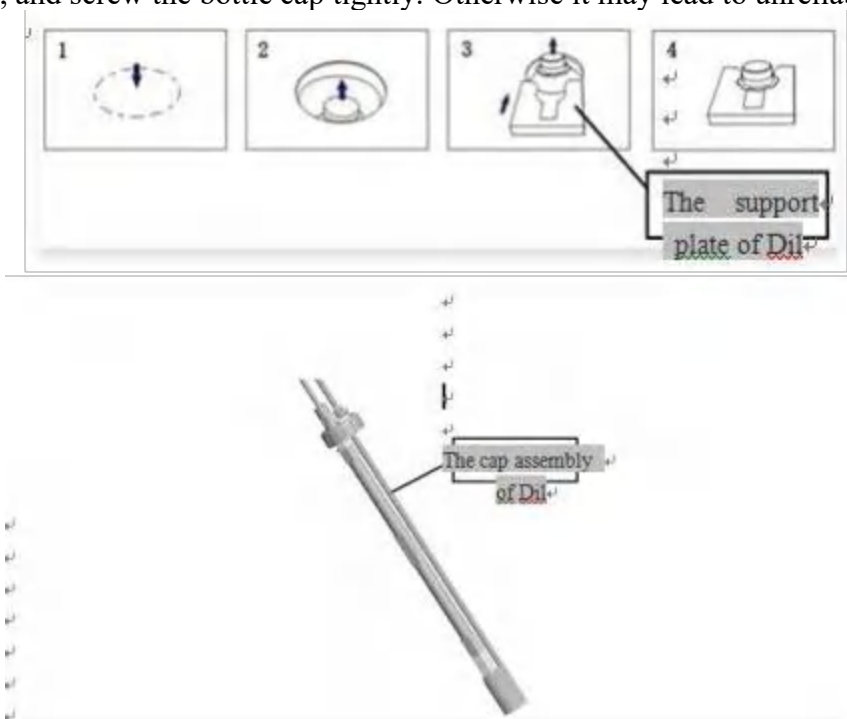 , and screw the bottle cap tightly. Otherwise it may lead to
1 2 3 4
The support
plate of Dil
The cap assembly
of Dil